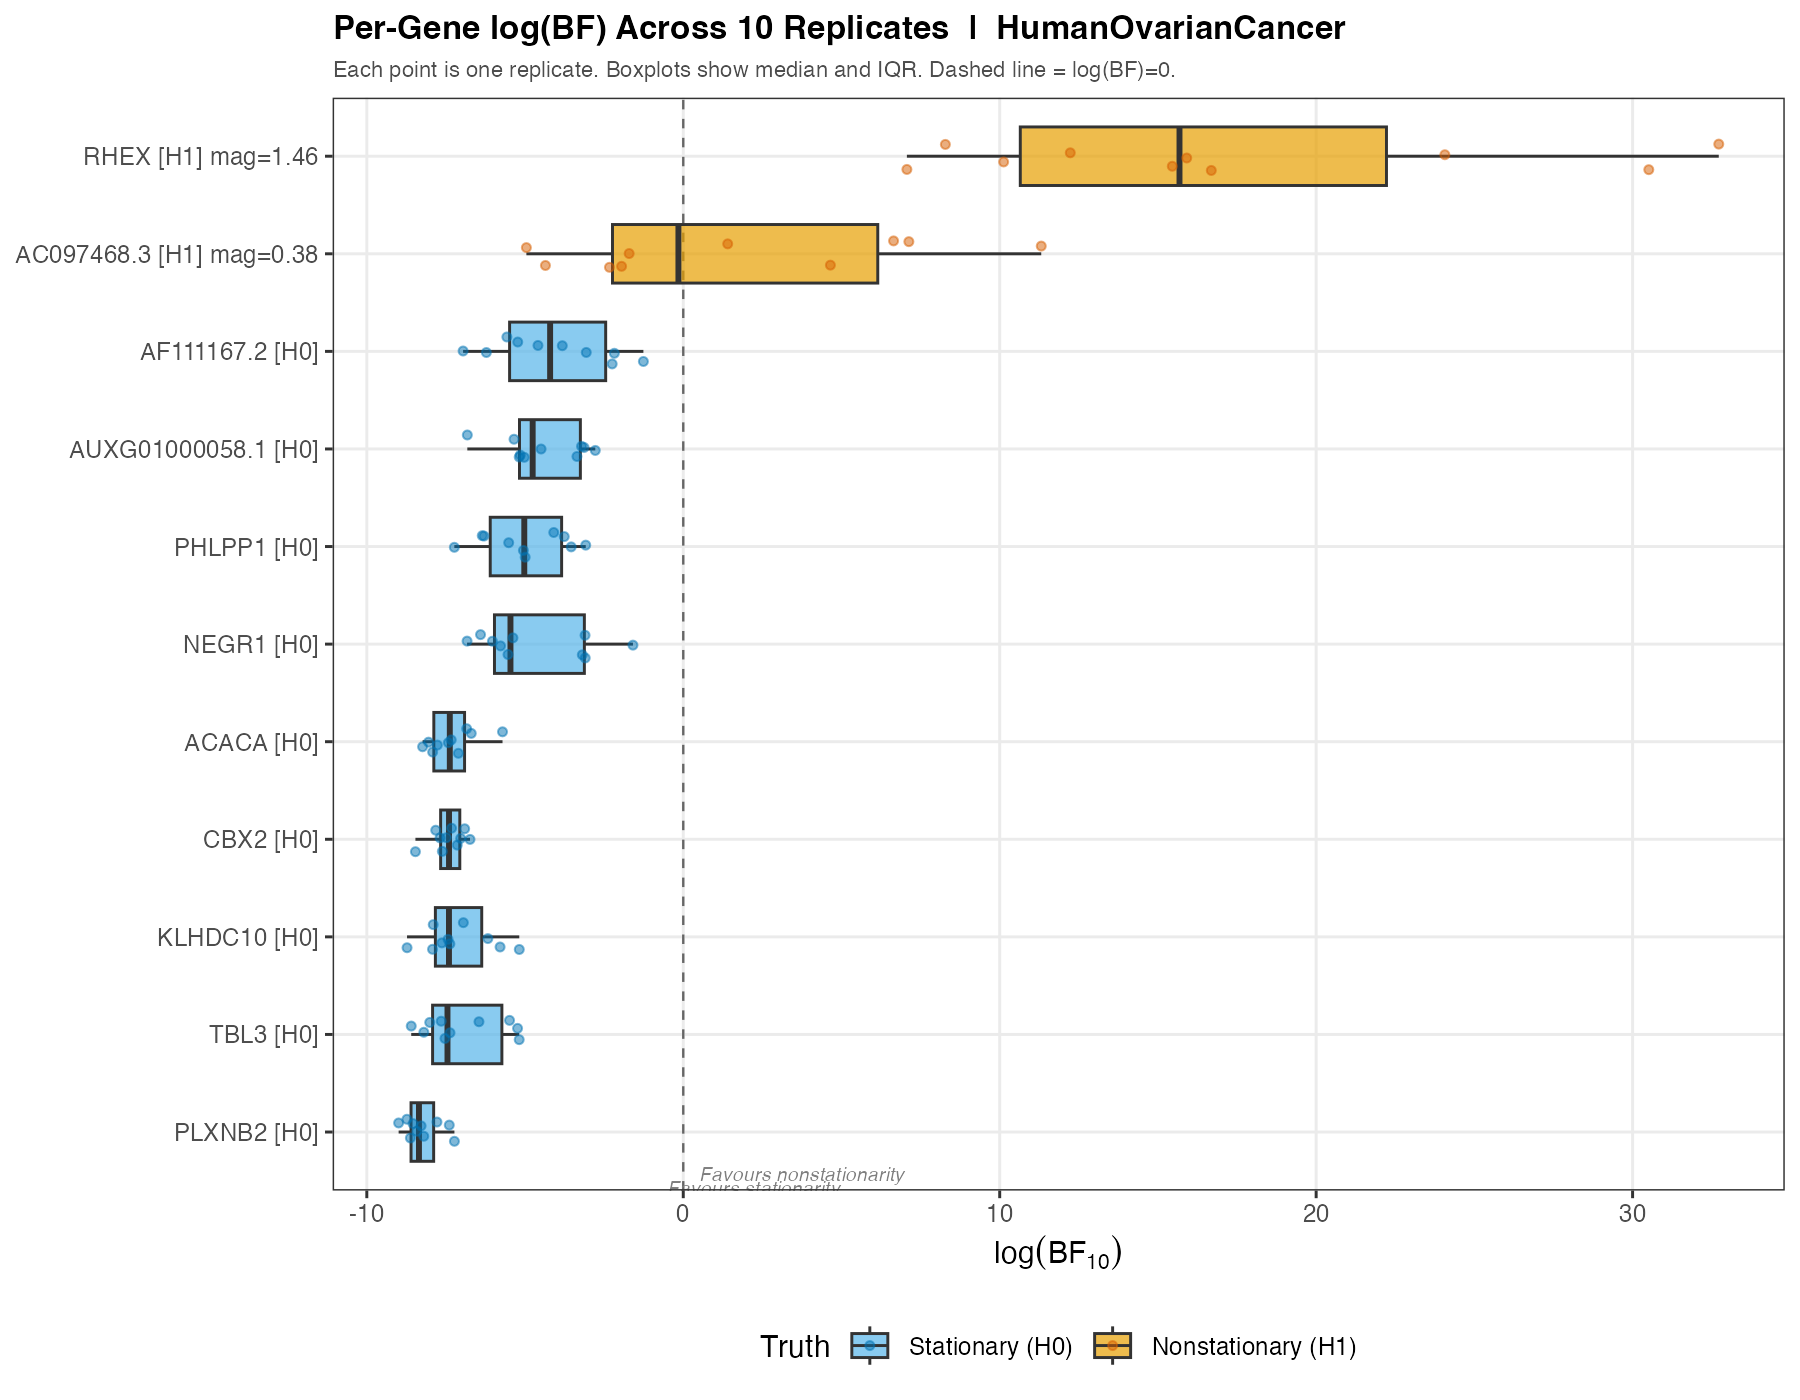 Per-Gene log(BF) Across 10 Replicates | HumanOvarianCancer
Each point is one replicate. Boxplots show median and IQR. Dashed line = log(BF)=0.
RHEX [H1] mag=1.46
AC097468.3 [H1] mag=0.38
AF111167.2 [H0]
AUXG01000058.1 [H0]
PHLPP1 [H0]
NEGR1 [H0]
ACACA [H0]
CBX2 [H0]
KLHDC10 [H0]
TBL3 [H0]
PLXNB2 [H0]
Favours nonstationarity
Favours stationarity
-10 0 10 20 30
log(BF₁₀)
Truth Stationary (H0) Nonstationary (H1)